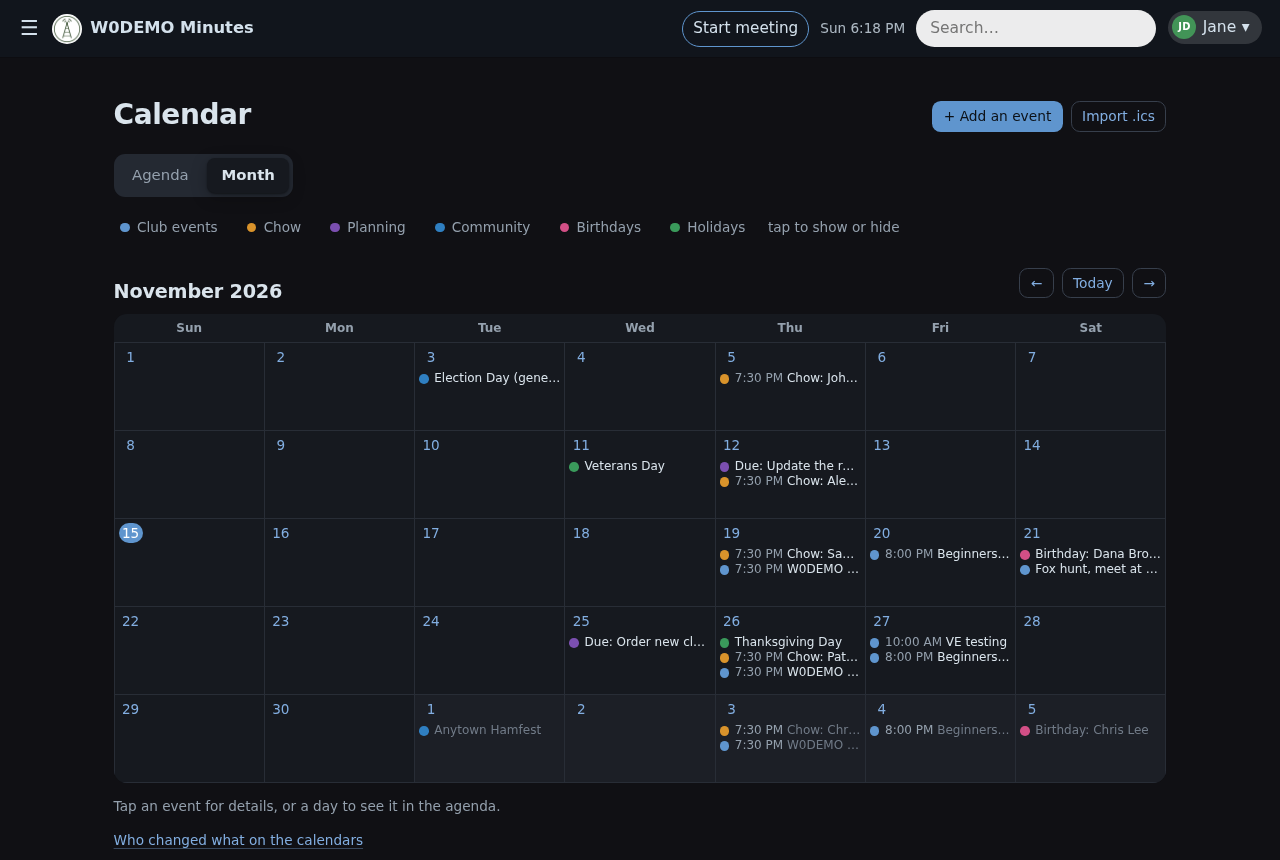 ☰ W0DEMO Minutes Start meeting Sun 6:18 PM Search… JD Jane ▾
Calendar
+ Add an event Import .ics
Agenda Month
Club events Chow Planning Community Birthdays Holidays tap to show or hide
November 2026
← Today →
Sun Mon Tue Wed Thu Fri Sat
1 2 3 4 5 6 7
Election Day (gene… 7:30 PM Chow: Joh…
8 9 10 11 12 13 14
Veterans Day Due: Update the r…
7:30 PM Chow: Ale…
15 16 17 18 19 20 21
7:30 PM Chow: Sa… 8:00 PM Beginners… Birthday: Dana Bro…
7:30 PM W0DEMO … Fox hunt, meet at …
22 23 24 25 26 27 28
Due: Order new cl… Thanksgiving Day 10:00 AM VE testing
7:30 PM Chow: Pat… 8:00 PM Beginners…
7:30 PM W0DEMO …
29 30 1 2 3 4 5
Anytown Hamfest 7:30 PM Chow: Chr… 8:00 PM Beginners… Birthday: Chris Lee
7:30 PM W0DEMO …
Tap an event for details, or a day to see it in the agenda.
Who changed what on the calendars